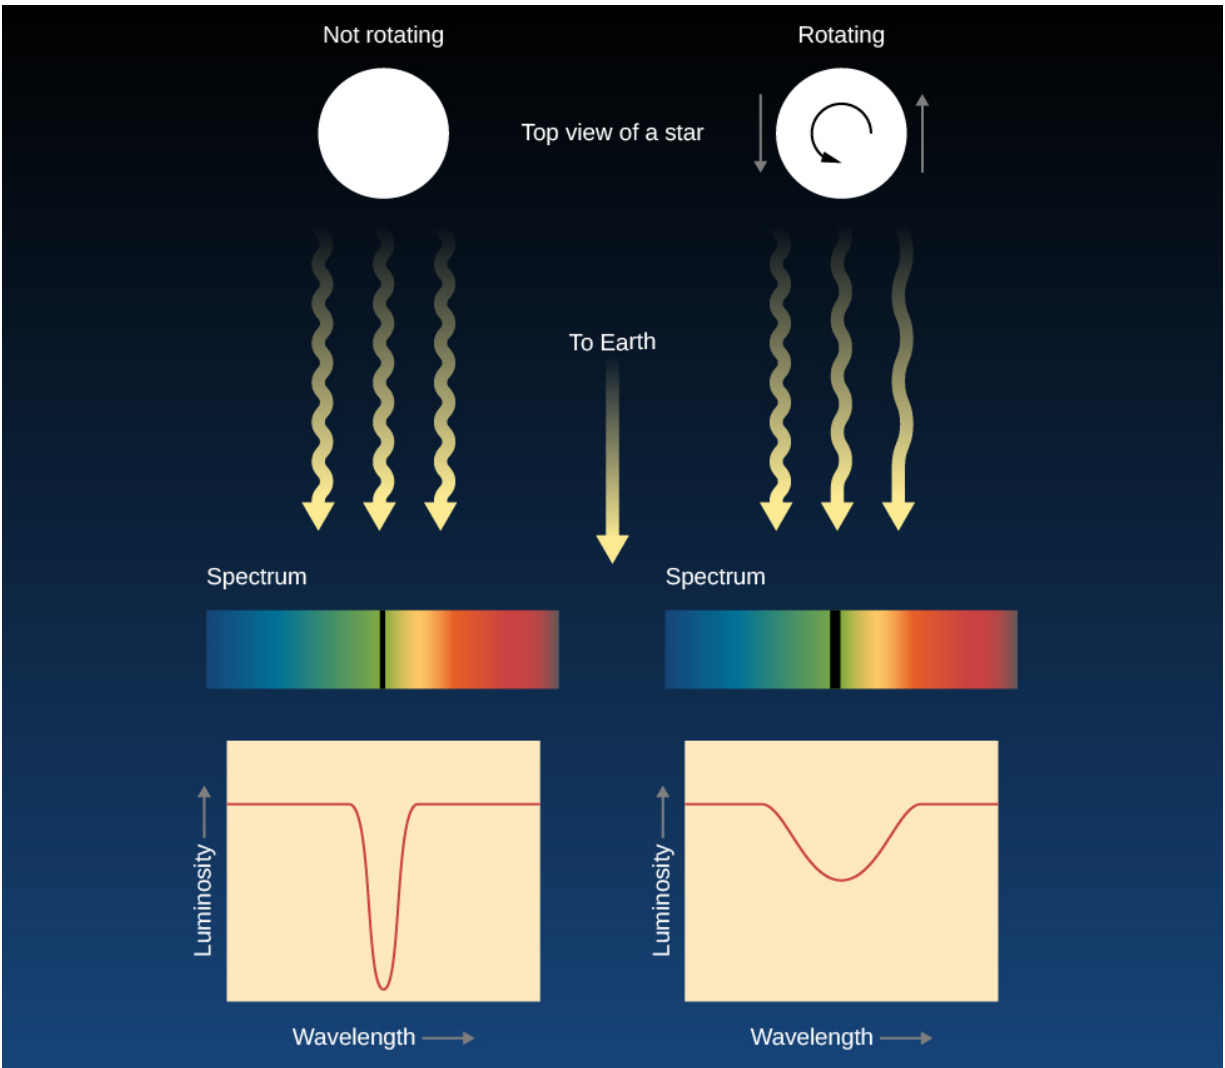 Not rotating
Rotating
Top view of a star
To Earth
Spectrum
Spectrum
Luminosity
Luminosity
Wavelength
Wavelength